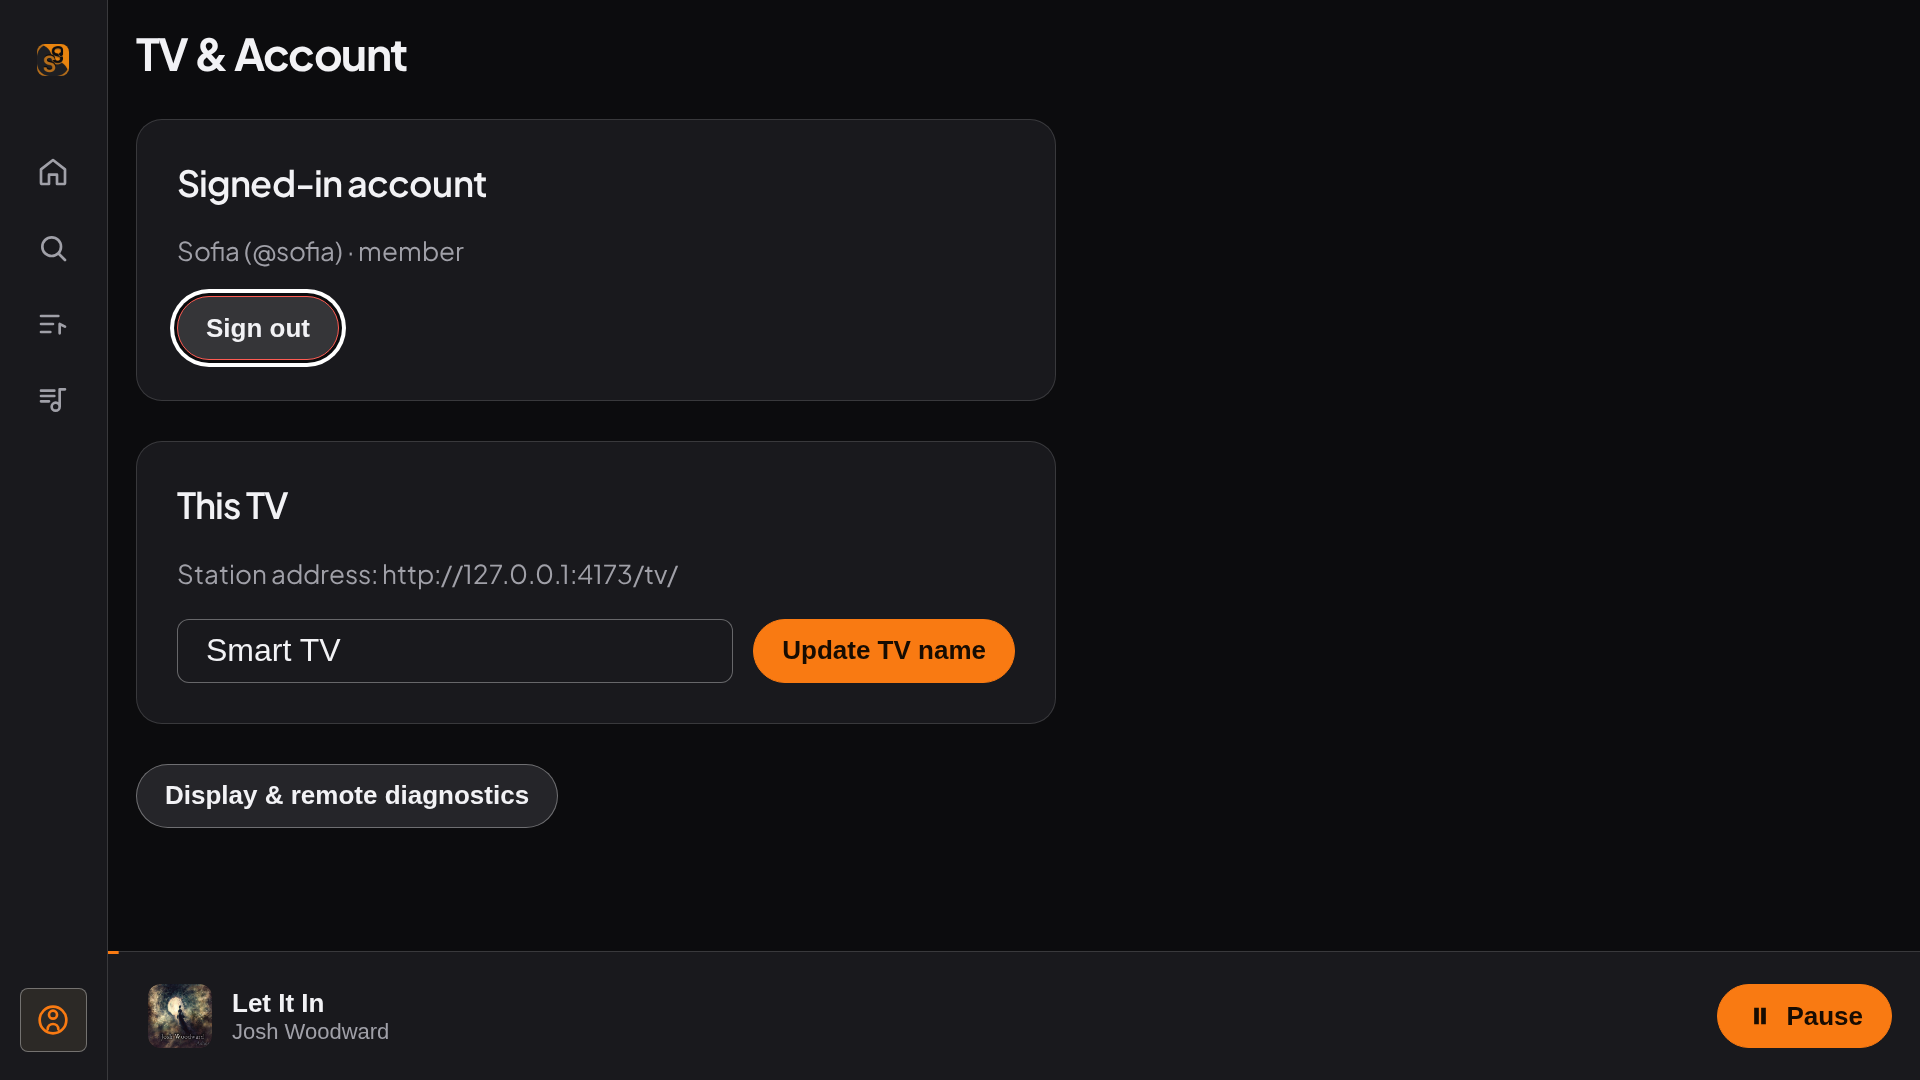 TV & Account
Signed-in account
Sofia (@sofia) · member
Sign out
This TV
Station address: http://127.0.0.1:4173/tv/
Smart TV
Update TV name
Display & remote diagnostics
Let It In
Josh Woodward
Pause